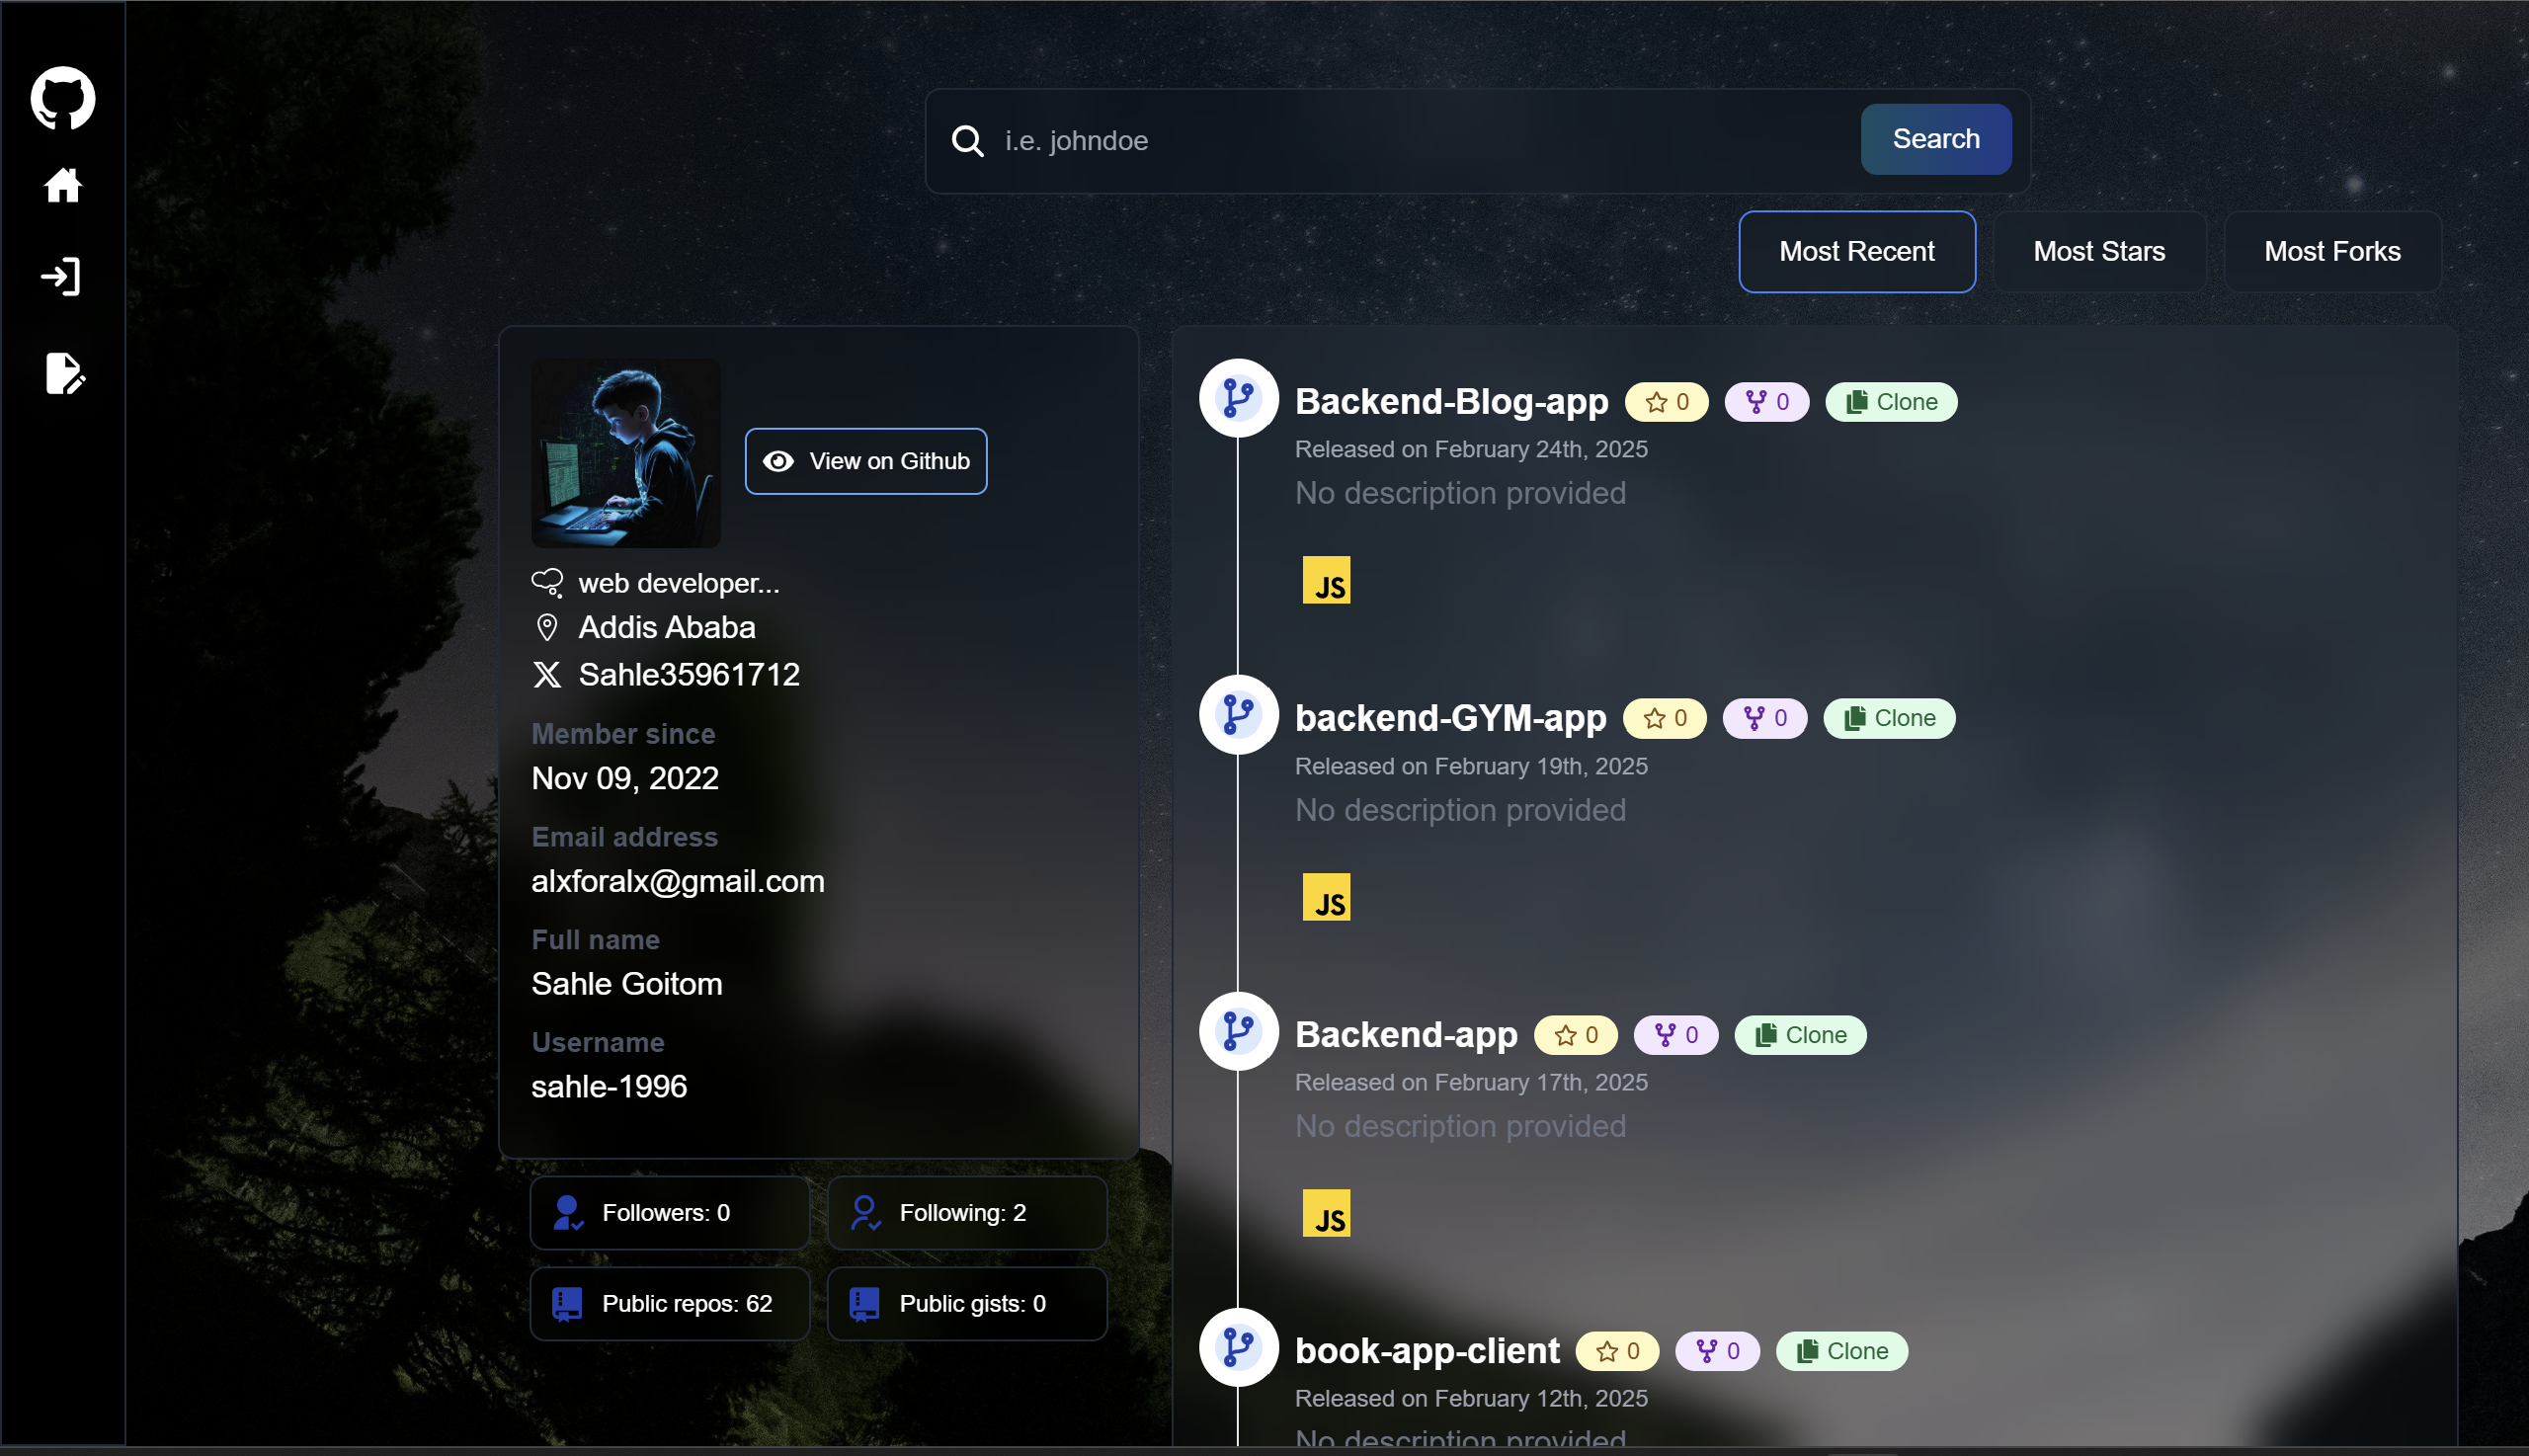 i.e. johndoe
Search
Most Recent
Most Stars
Most Forks
View on Github
web developer...
Addis Ababa
Sahle35961712
Member since
Nov 09, 2022
Email address
alxforalx@gmail.com
Full name
Sahle Goitom
Username
sahle-1996
Followers: 0
Following: 2
Public repos: 62
Public gists: 0
Backend-Blog-app 0 0 Clone
Released on February 24th, 2025
No description provided
JS
backend-GYM-app 0 0 Clone
Released on February 19th, 2025
No description provided
JS
Backend-app 0 0 Clone
Released on February 17th, 2025
No description provided
JS
book-app-client 0 0 Clone
Released on February 12th, 2025
No description provided